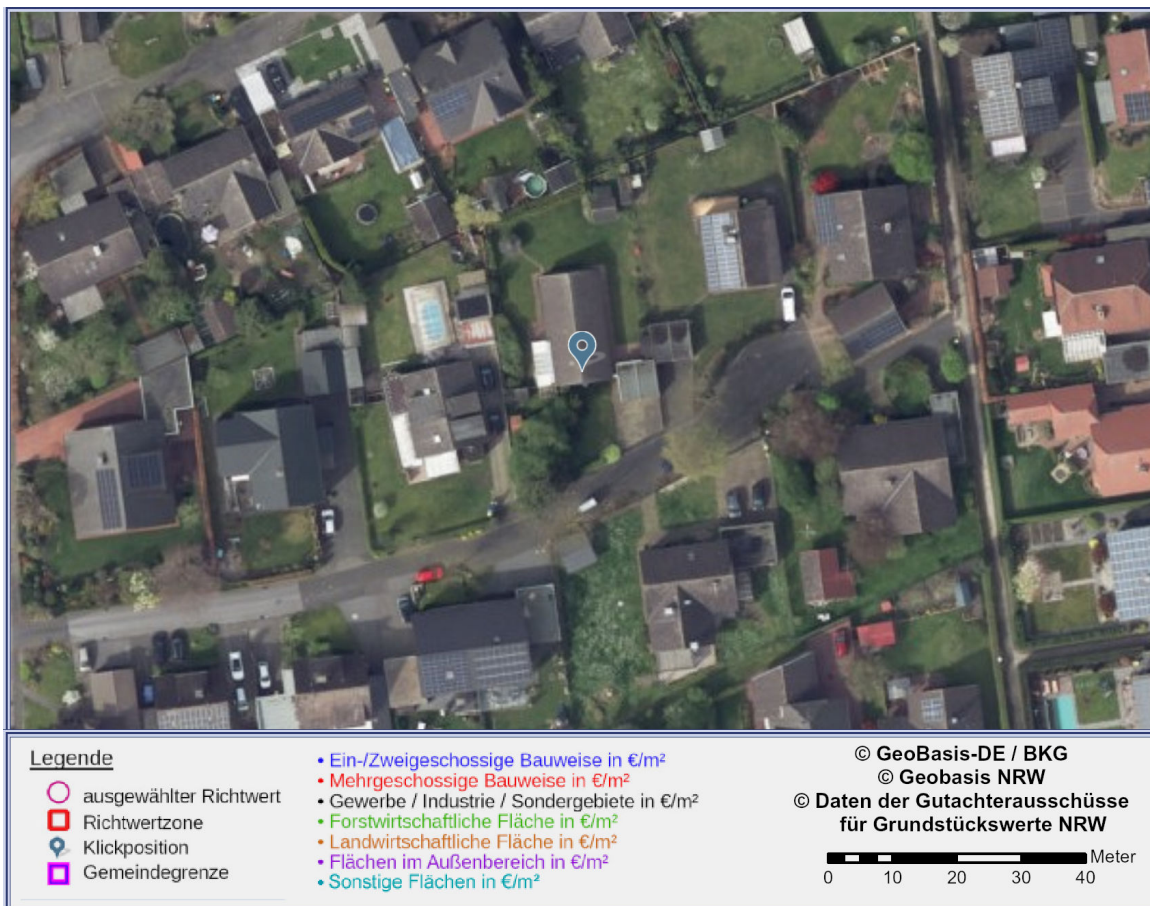 Legende
ausgewählter Richtwert
Richtwertzone
Klickposition
Gemeindegrenze
• Ein-/Zweigeschossige Bauweise in €/m²
• Mehrgeschossige Bauweise in €/m²
• Gewerbe / Industrie / Sondergebiete in €/m²
• Forstwirtschaftliche Fläche in €/m²
• Landwirtschaftliche Fläche in €/m²
• Flächen im Außenbereich in €/m²
• Sonstige Flächen in €/m²
© GeoBasis-DE / BKG
© Geobasis NRW
© Daten der Gutachterausschüsse
für Grundstückswerte NRW
Meter
0 10 20 30 40